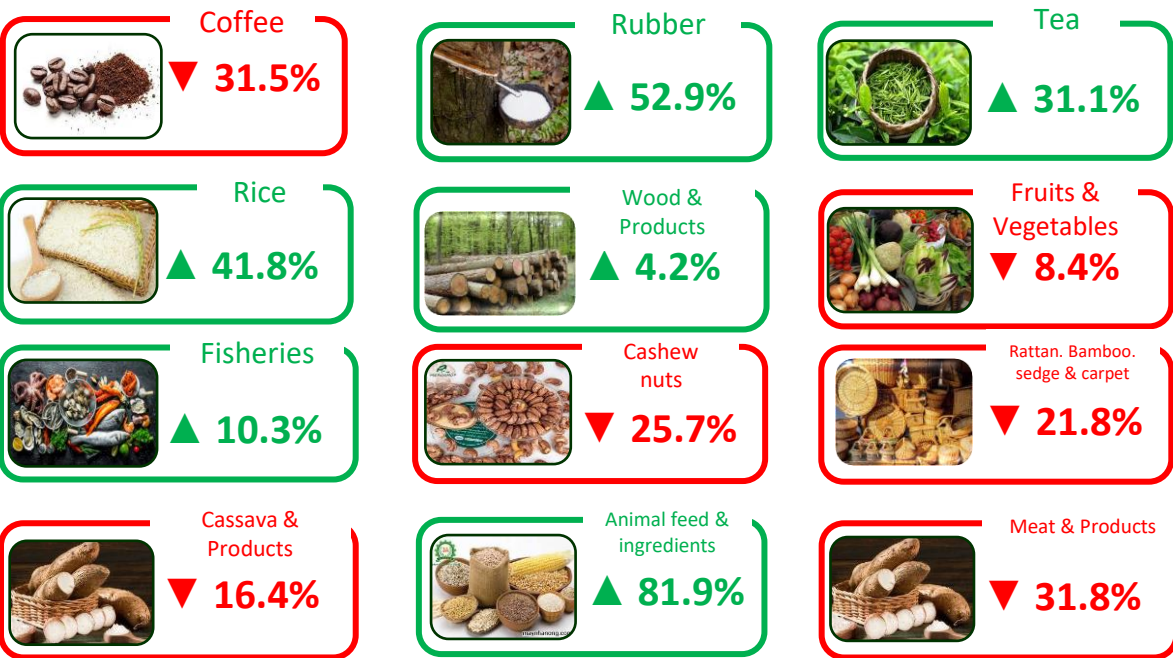 Coffee
▼ 31.5%
Rubber
▲ 52.9%
Tea
▲ 31.1%
Rice
▲ 41.8%
Wood &
Products
▲ 4.2%
Fruits &
Vegetables
▼ 8.4%
Fisheries
▲ 10.3%
Cashew
nuts
▼ 25.7%
Rattan. Bamboo.
sedge & carpet
▼ 21.8%
Cassava &
Products
▼ 16.4%
Animal feed &
ingredients
▲ 81.9%
Meat & Products
▼ 31.8%